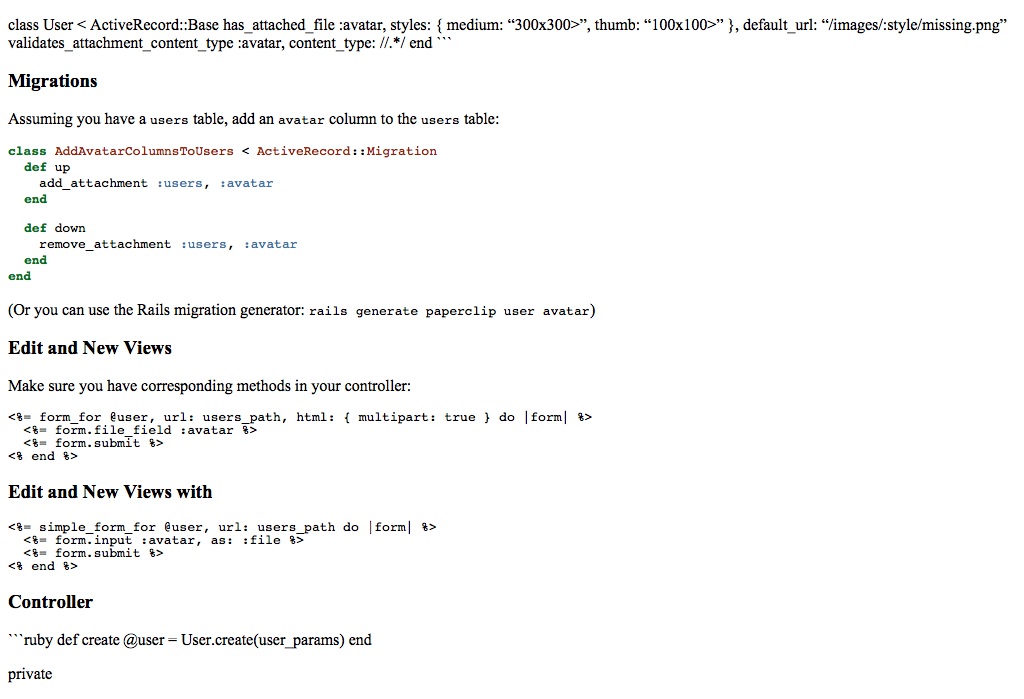 class User < ActiveRecord::Base has_attached_file :avatar, styles: { medium: “300x300>”, thumb: “100x100>” }, default_url: “/images/:style/missing.png”
validates_attachment_content_type :avatar, content_type: //.*/ end ```
Migrations
Assuming you have a users table, add an avatar column to the users table:
class AddAvatarColumnsToUsers < ActiveRecord::Migration
  def up
    add_attachment :users, :avatar
  end
  def down
    remove_attachment :users, :avatar
  end
end
(Or you can use the Rails migration generator: rails generate paperclip user avatar)
Edit and New Views
Make sure you have corresponding methods in your controller:
<%= form_for @user, url: users_path, html: { multipart: true } do |form| %>
  <%= form.file_field :avatar %>
  <%= form.submit %>
<% end %>
Edit and New Views with
<%= simple_form_for @user, url: users_path do |form| %>
  <%= form.input :avatar, as: :file %>
  <%= form.submit %>
<% end %>
Controller
```ruby def create @user = User.create(user_params) end
private